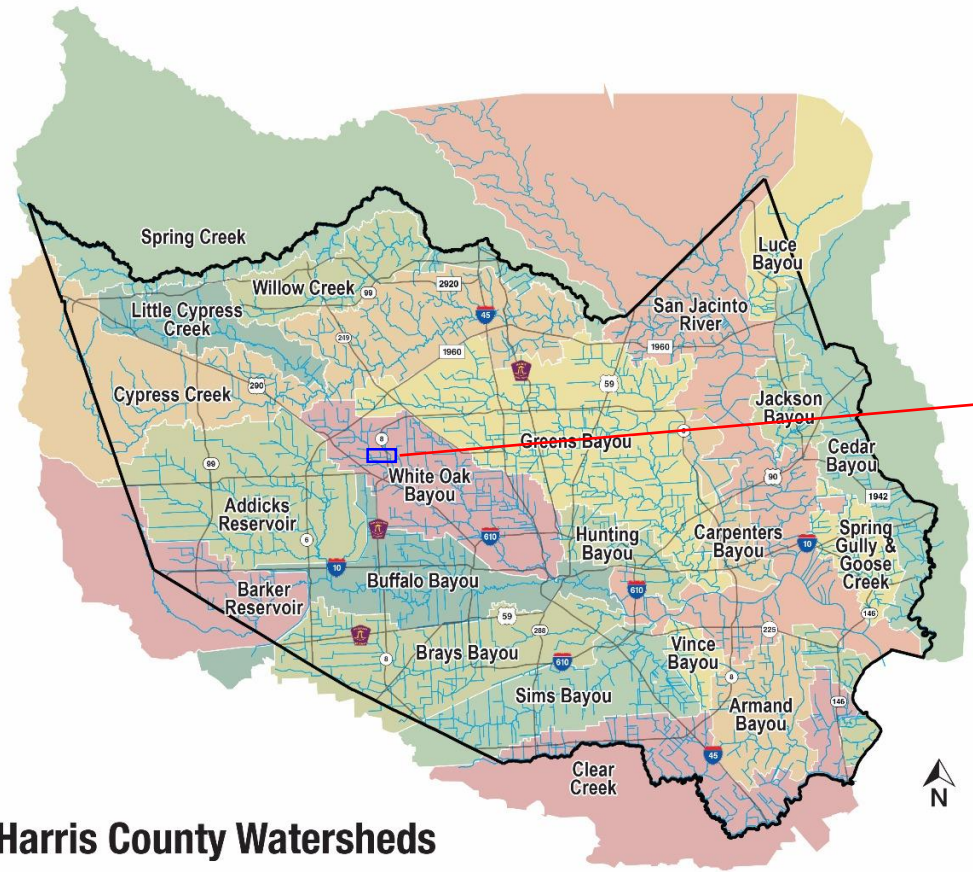 Spring Creek
Luce
Bayou
Willow Creek
99
2920
Little Cypress
Creek
San Jacinto
River
45
249
1960
1960
290
59
Cypress Creek
Jackson
Bayou
8
Greens Bayou
Cedar
Bayou
99
White Oak
Bayou
90
1942
Addicks
Reservoir
6
610
Hunting
Bayou
Carpenters
Bayou
10
Spring
Gully &
Goose
Creek
10
Buffalo Bayou
Barker
Reservoir
610
59
288
146
225
8
Brays Bayou
610
Vince
Bayou
8
Sims Bayou
Armand
Bayou
146
45
Clear
Creek
N
Harris County Watersheds